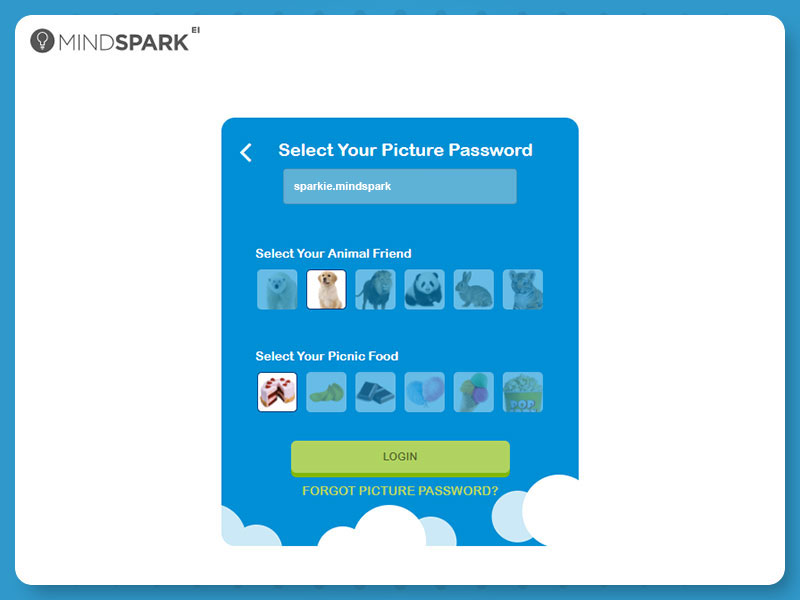 MINDSPARK EI
Select Your Picture Password
sparkie.mindspark
Select Your Animal Friend
Select Your Picnic Food
POP
LOGIN
FORGOT PICTURE PASSWORD?